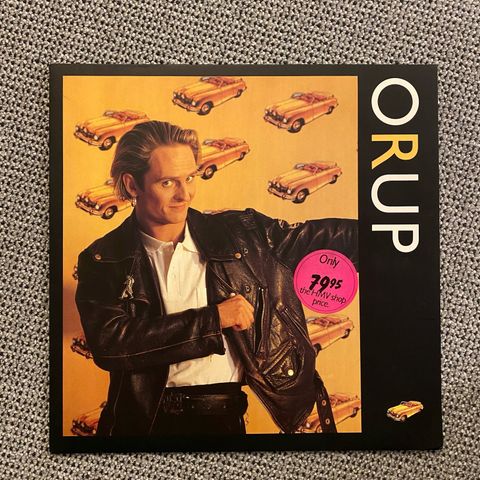 ORUP
Only
79.95
the HMV shop
price.